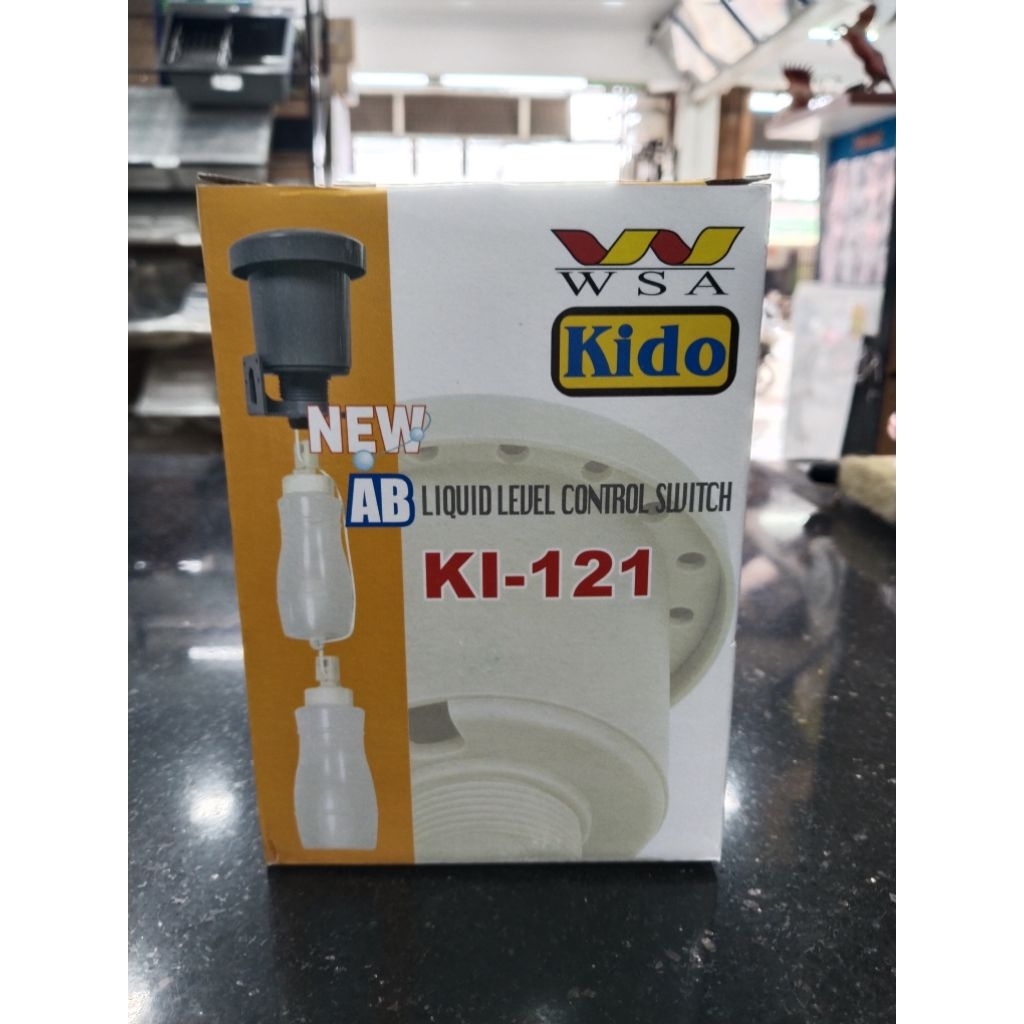 WSA
Kido
NEW
AB LIQUID LEVEL CONTROL SWITCH
KI-121